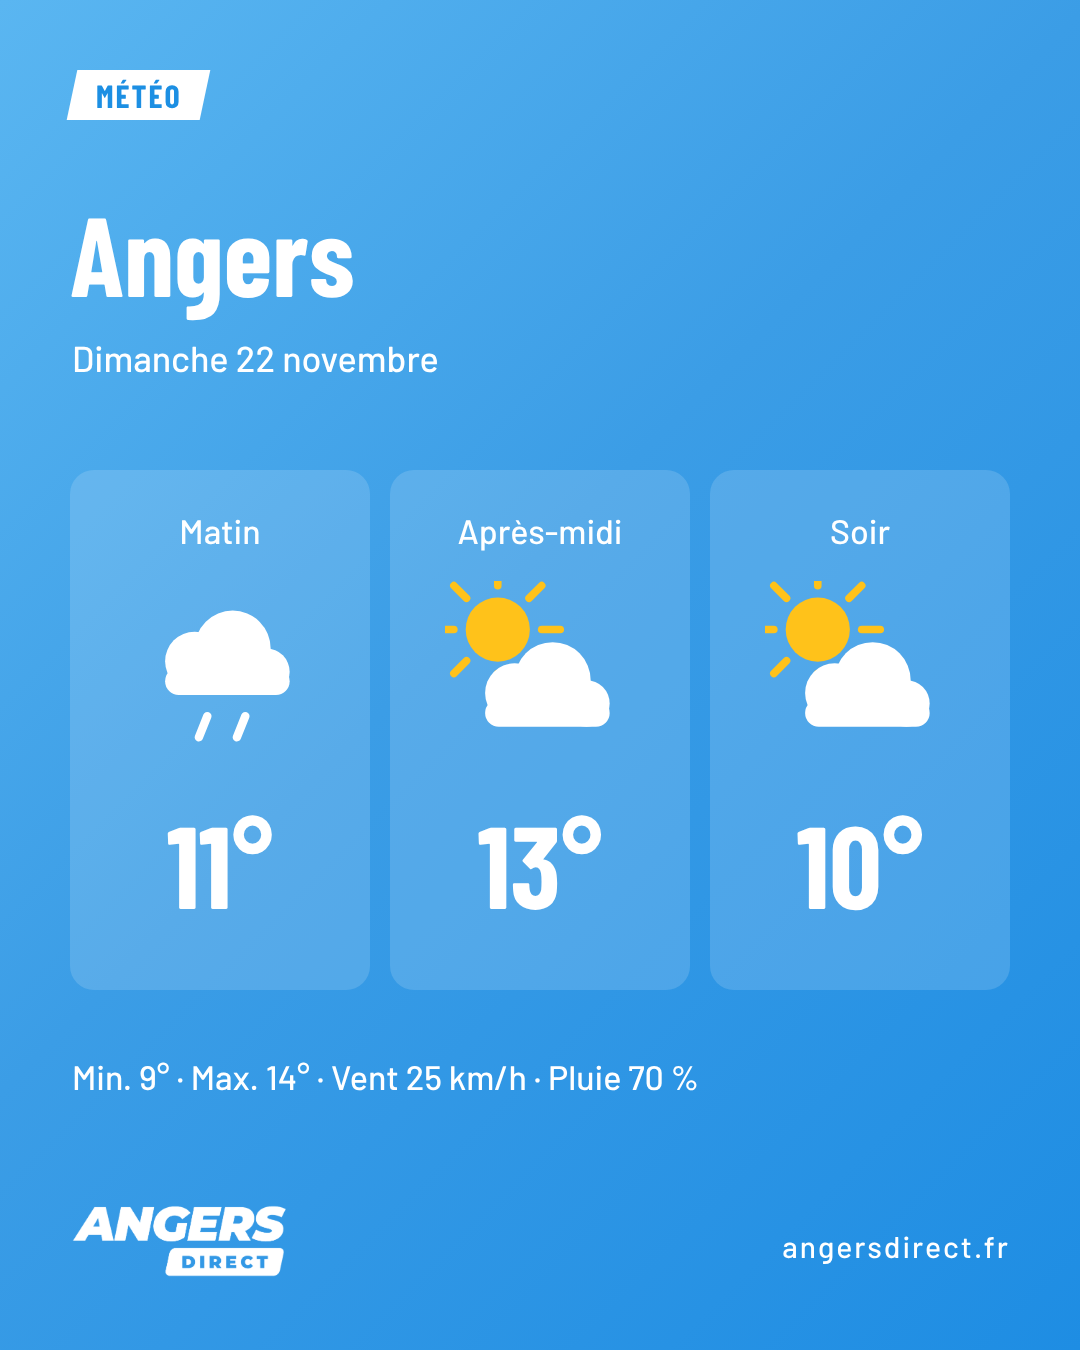 MÉTÉO
Angers
Dimanche 22 novembre
Matin
Après-midi
Soir
11°
13°
10°
Min. 9° · Max. 14° · Vent 25 km/h · Pluie 70 %
ANGERS
DIRECT
angersdirect.fr